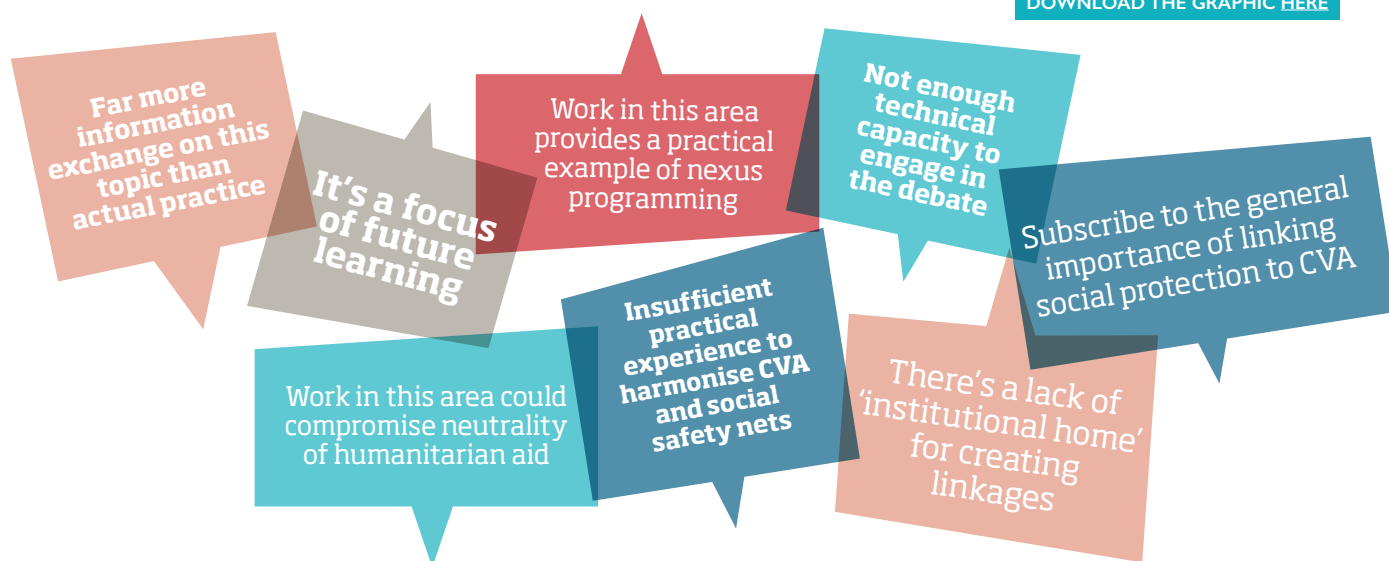 DOWNLOAD THE GRAPHIC HERE
Far more
information
exchange on this
topic than
actual practice
It's a focus
of future
learning
Work in this area
provides a practical
example of nexus
programming
Not enough
technical
capacity to
engage in
the debate
Subscribe to the general
importance of linking
social protection to CVA
Work in this area could
compromise neutrality
of humanitarian aid
Insufficient
practical
experience to
harmonise CVA
and social
safety nets
There's a lack of
'institutional home'
for creating
linkages